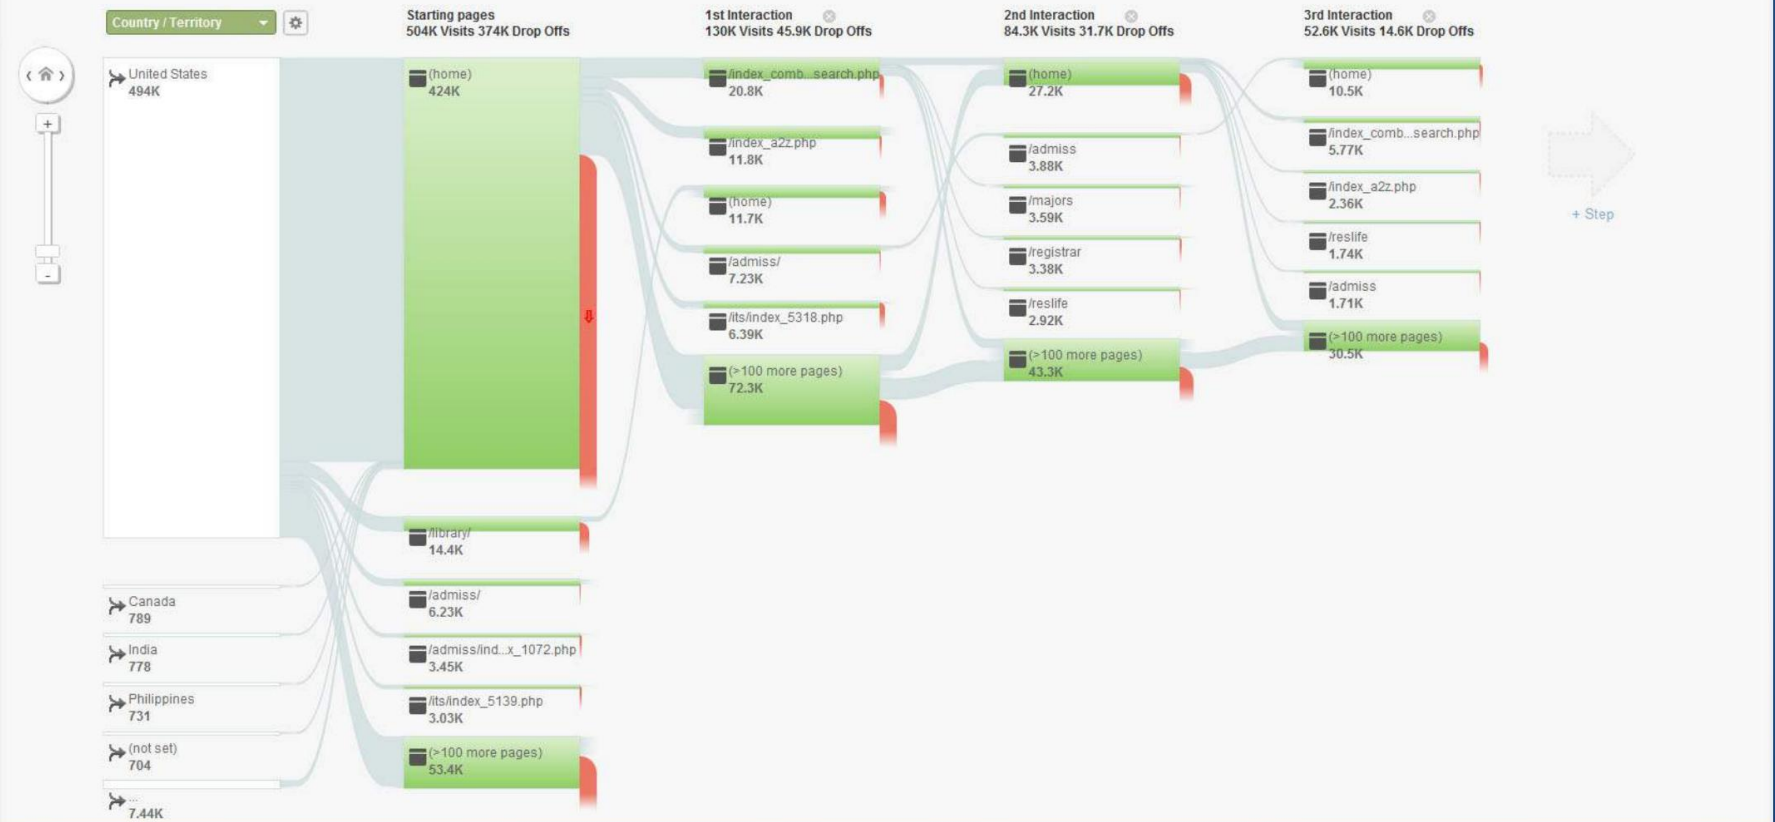 Country / Territory
Starting pages
504K Visits 374K Drop Offs
1st Interaction
130K Visits 45.9K Drop Offs
2nd Interaction
84.3K Visits 31.7K Drop Offs
3rd Interaction
52.6K Visits 14.6K Drop Offs
+
-
United States
494K
Canada
789
India
778
Philippines
731
(not set)
704
...
7.44K
(home)
424K
/library/
14.4K
/admiss/
6.23K
/admiss/ind...x_1072.php
3.45K
/its/index_5139.php
3.03K
(>100 more pages)
53.4K
/index_comb...search.php
20.8K
/index_a2z.php
11.8K
(home)
11.7K
/admiss/
7.23K
/its/index_5318.php
6.39K
(>100 more pages)
72.3K
(home)
27.2K
/admiss
3.88K
/majors
3.59K
/registrar
3.38K
/reslife
2.92K
(>100 more pages)
43.3K
(home)
10.5K
/index_comb...search.php
5.77K
/index_a2z.php
2.36K
/reslife
1.74K
/admiss
1.71K
(>100 more pages)
30.5K
+ Step